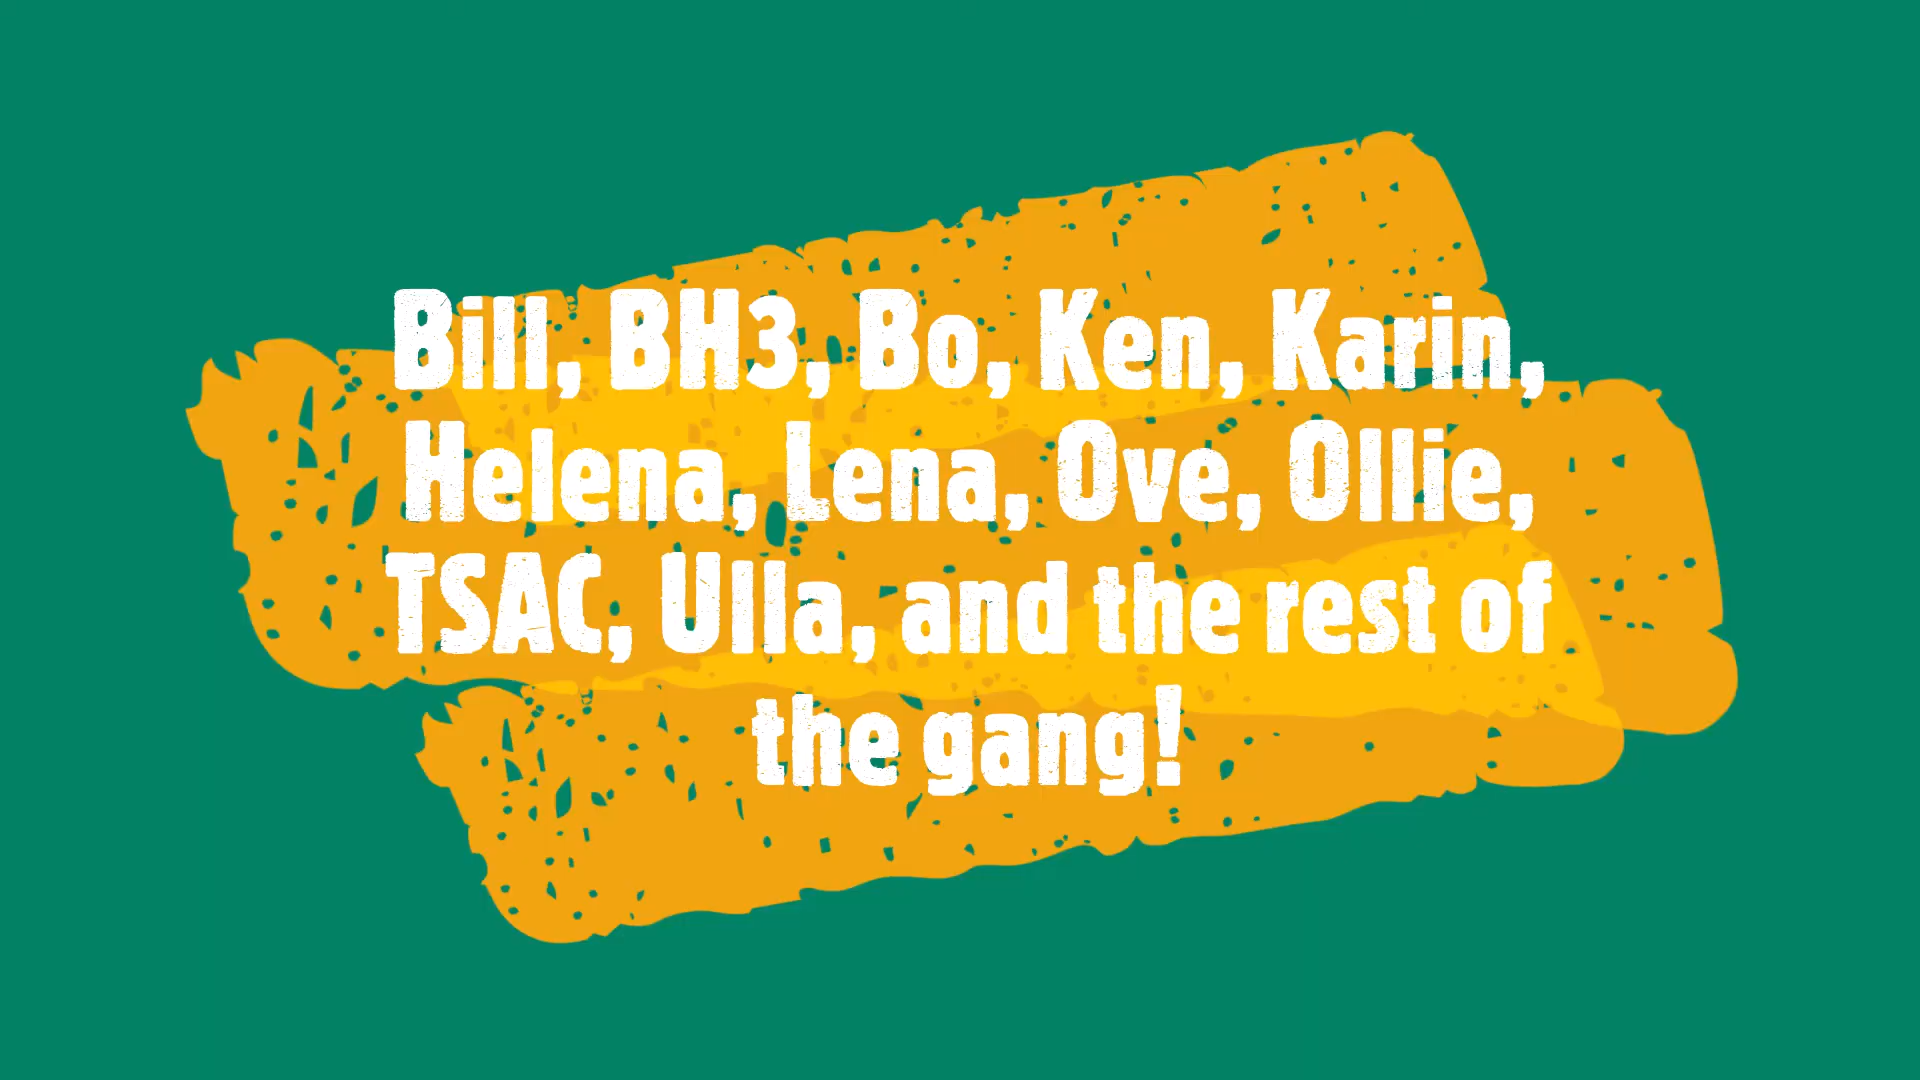 Bill, BH3, Bo, Ken, Karin,
Helena, Lena, Ove, Ollie,
TSAC, Ulla, and the rest of
the gang!